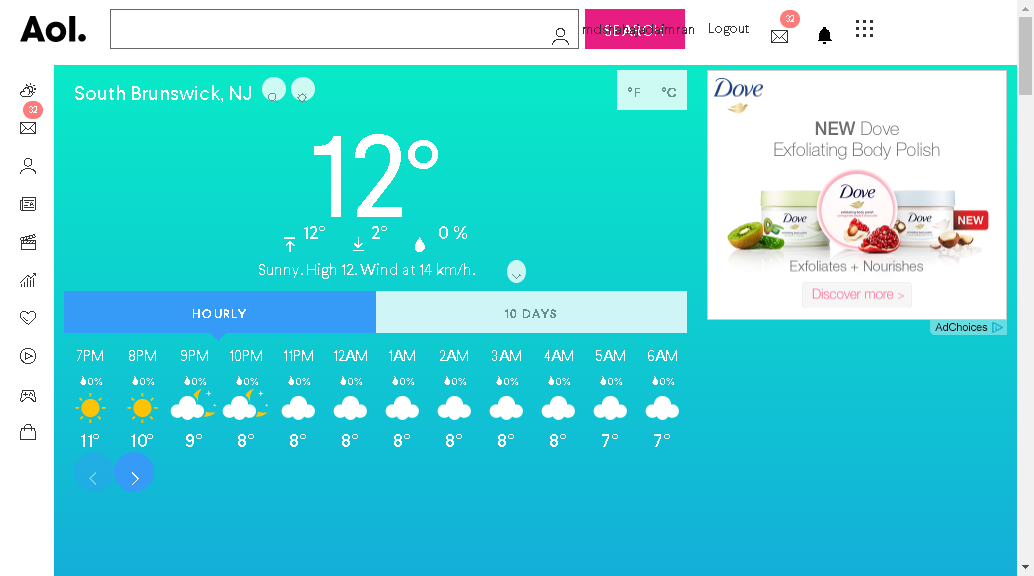 Aol.
SEARCH
Logout
32
32
South Brunswick, NJ
°F °C
12°
12° 2° 0 %
Sunny. High 12. Wind at 14 km/h.
HOURLY 10 DAYS
7PM 8PM 9PM 10PM 11PM 12AM 1AM 2AM 3AM 4AM 5AM 6AM
0% 0% 0% 0% 0% 0% 0% 0% 0% 0% 0% 0%
11° 10° 9° 8° 8° 8° 8° 8° 8° 8° 7° 7°
Dove
NEW Dove
Exfoliating Body Polish
Dove
Dove
Dove
NEW
Exfoliates + Nourishes
Discover more >
AdChoices